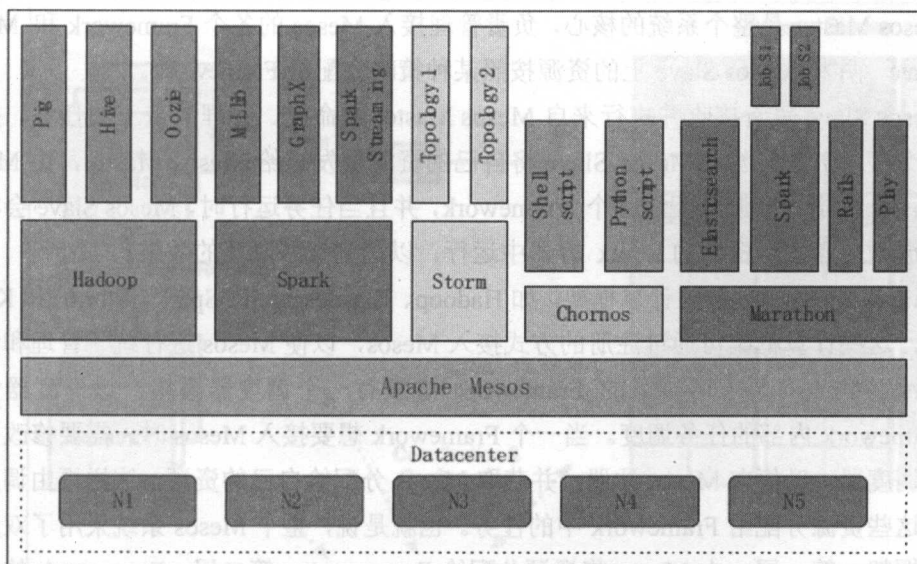 Pig
Hive
Oozie
MLlib
GraphX
Spark
Streaming
Topology 1
Topology 2
Job S1
Job S2
Shell
script
Python
script
Elasticsearch
Spark
Rails
Play
Hadoop
Spark
Storm
Chornos
Marathon
Apache Mesos
Datacenter
N1
N2
N3
N4
N5